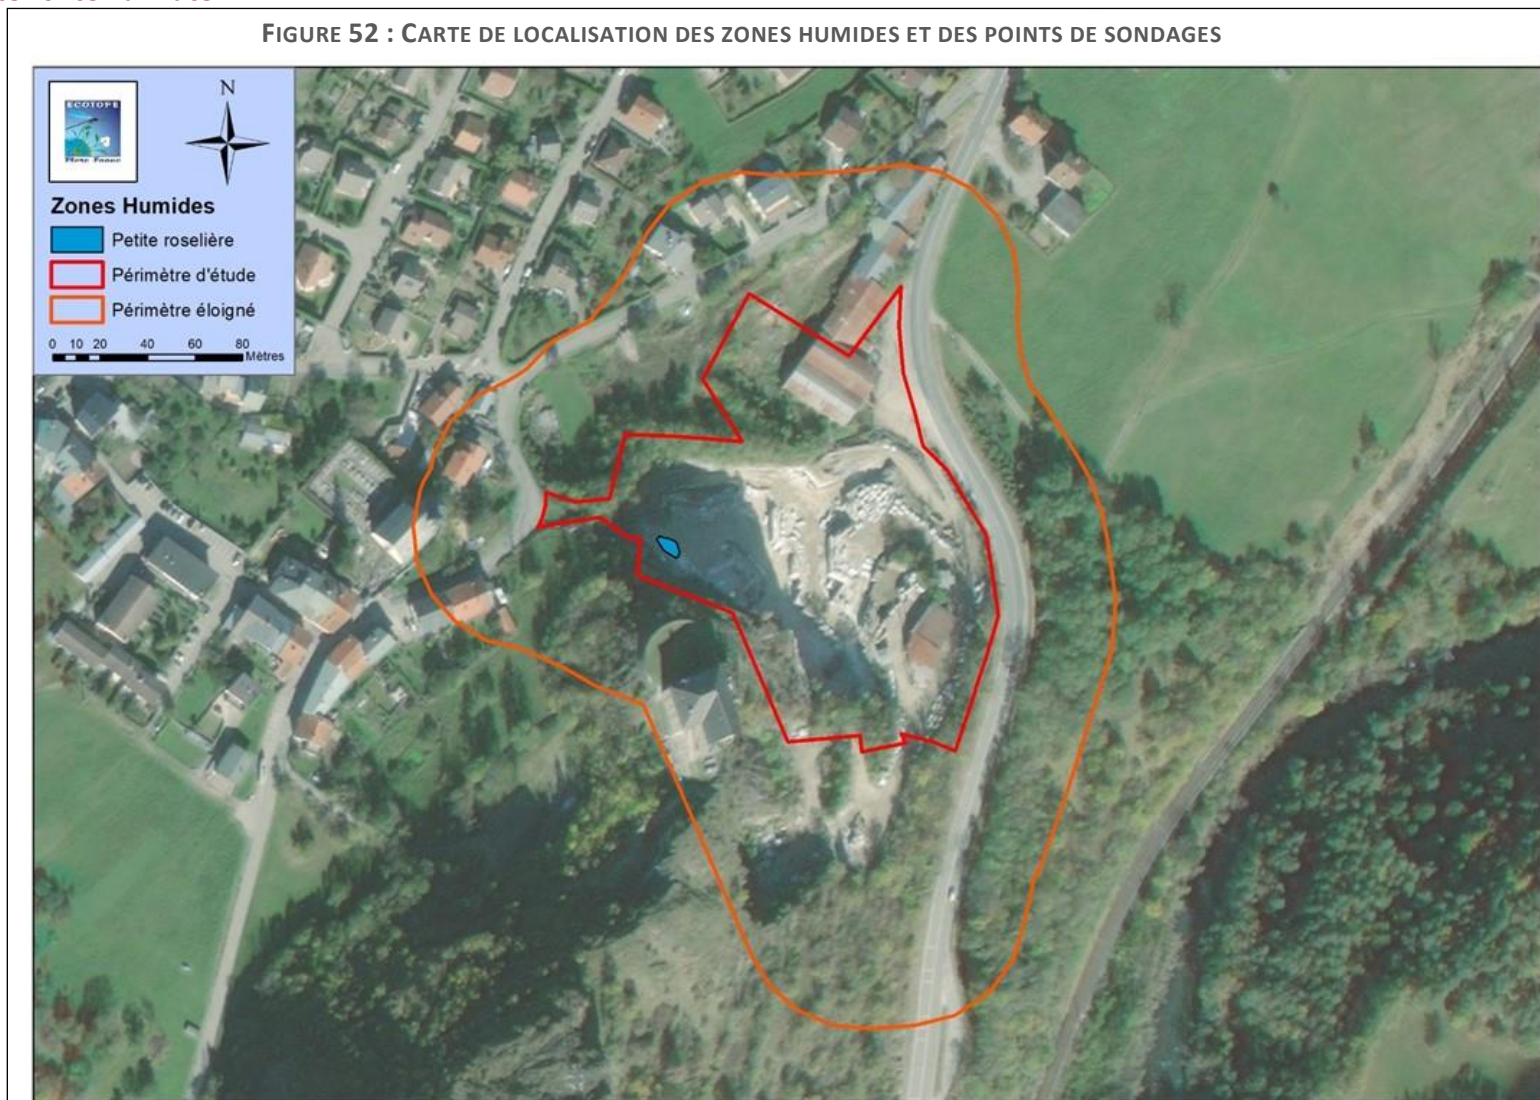 FIGURE 52 : CARTE DE LOCALISATION DES ZONES HUMIDES ET DES POINTS DE SONDAGES
ECOTOPE
N
Zones Humides
Petite roselière
Périmètre d'étude
Périmètre éloigné
0 10 20 40 60 80
Mètres